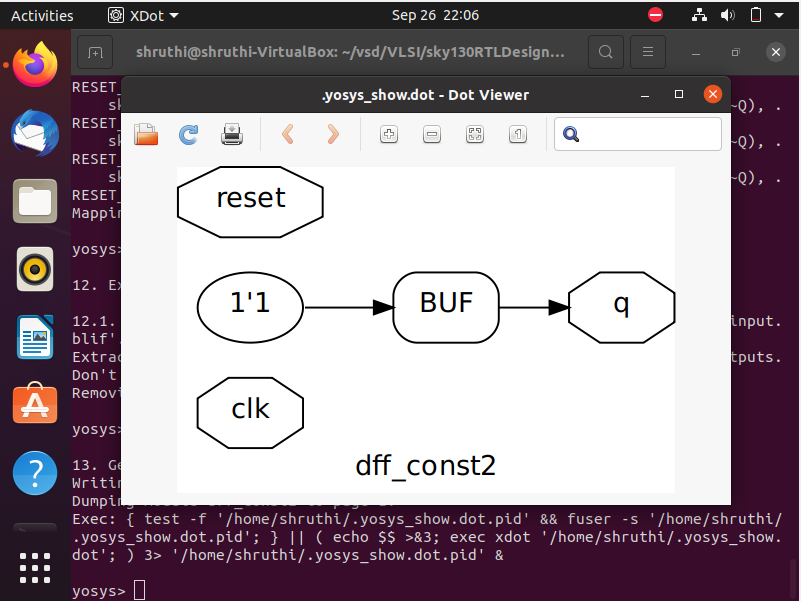 Activities XDot Sep 26 22:06
shruthi@shruthi-VirtualBox: ~/vsd/VLSI/sky130RTLDesign...
.yosys_show.dot - Dot Viewer
RESET_
sk ~Q), .
RESET_
sk ~Q), .
RESET_
sk ~Q), .
RESET_
Mappin
reset
yosys>
12. Ex
1'1 BUF q
12.1. input.
blif'
Extrac tputs.
Don't
Removi
clk
yosys>
dff_const2
13. Ge
Writin
Exec: { test -f '/home/shruthi/.yosys_show.dot.pid' && fuser -s '/home/shruthi/
.yosys_show.dot.pid'; } || ( echo $$ >&3; exec xdot '/home/shruthi/.yosys_show.
dot'; ) 3> '/home/shruthi/.yosys_show.dot.pid' &
yosys>